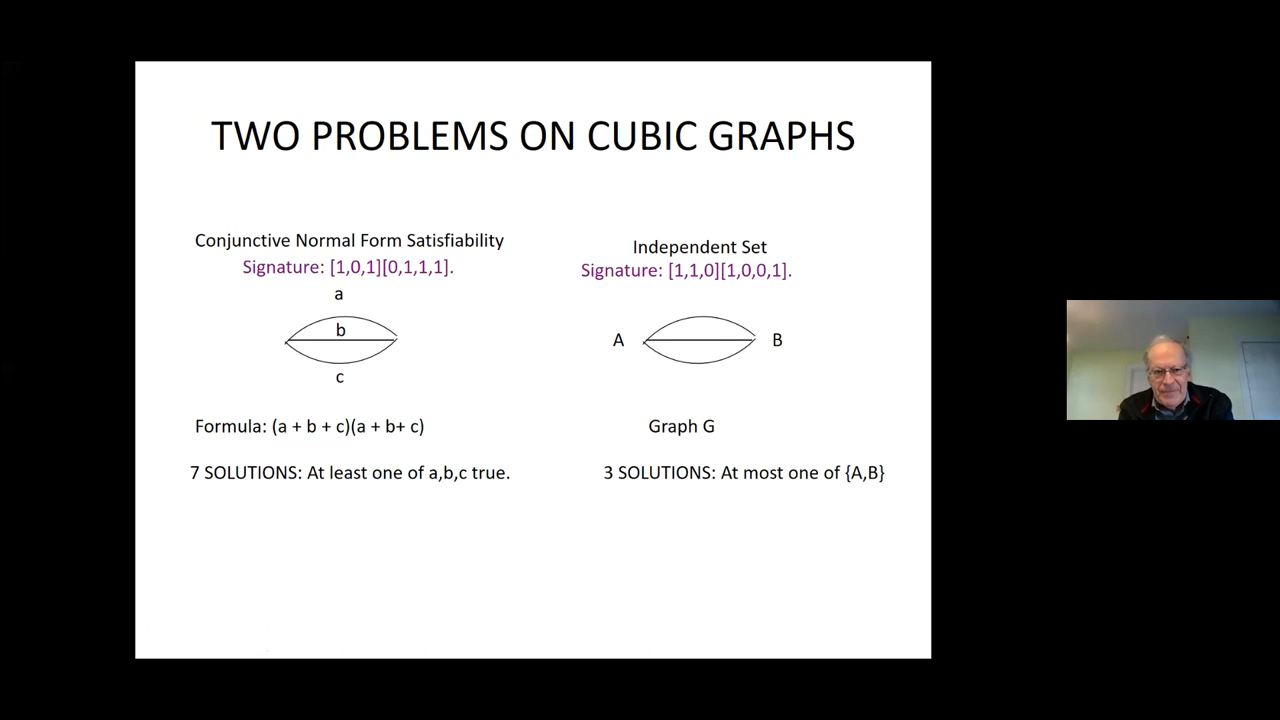 TWO PROBLEMS ON CUBIC GRAPHS
Conjunctive Normal Form Satisfiability
Signature: [1,0,1][0,1,1,1].
a
b
c
Formula: (a + b + c)(a + b+ c)
7 SOLUTIONS: At least one of a,b,c true.
Independent Set
Signature: [1,1,0][1,0,0,1].
A
B
Graph G
3 SOLUTIONS: At most one of {A,B}